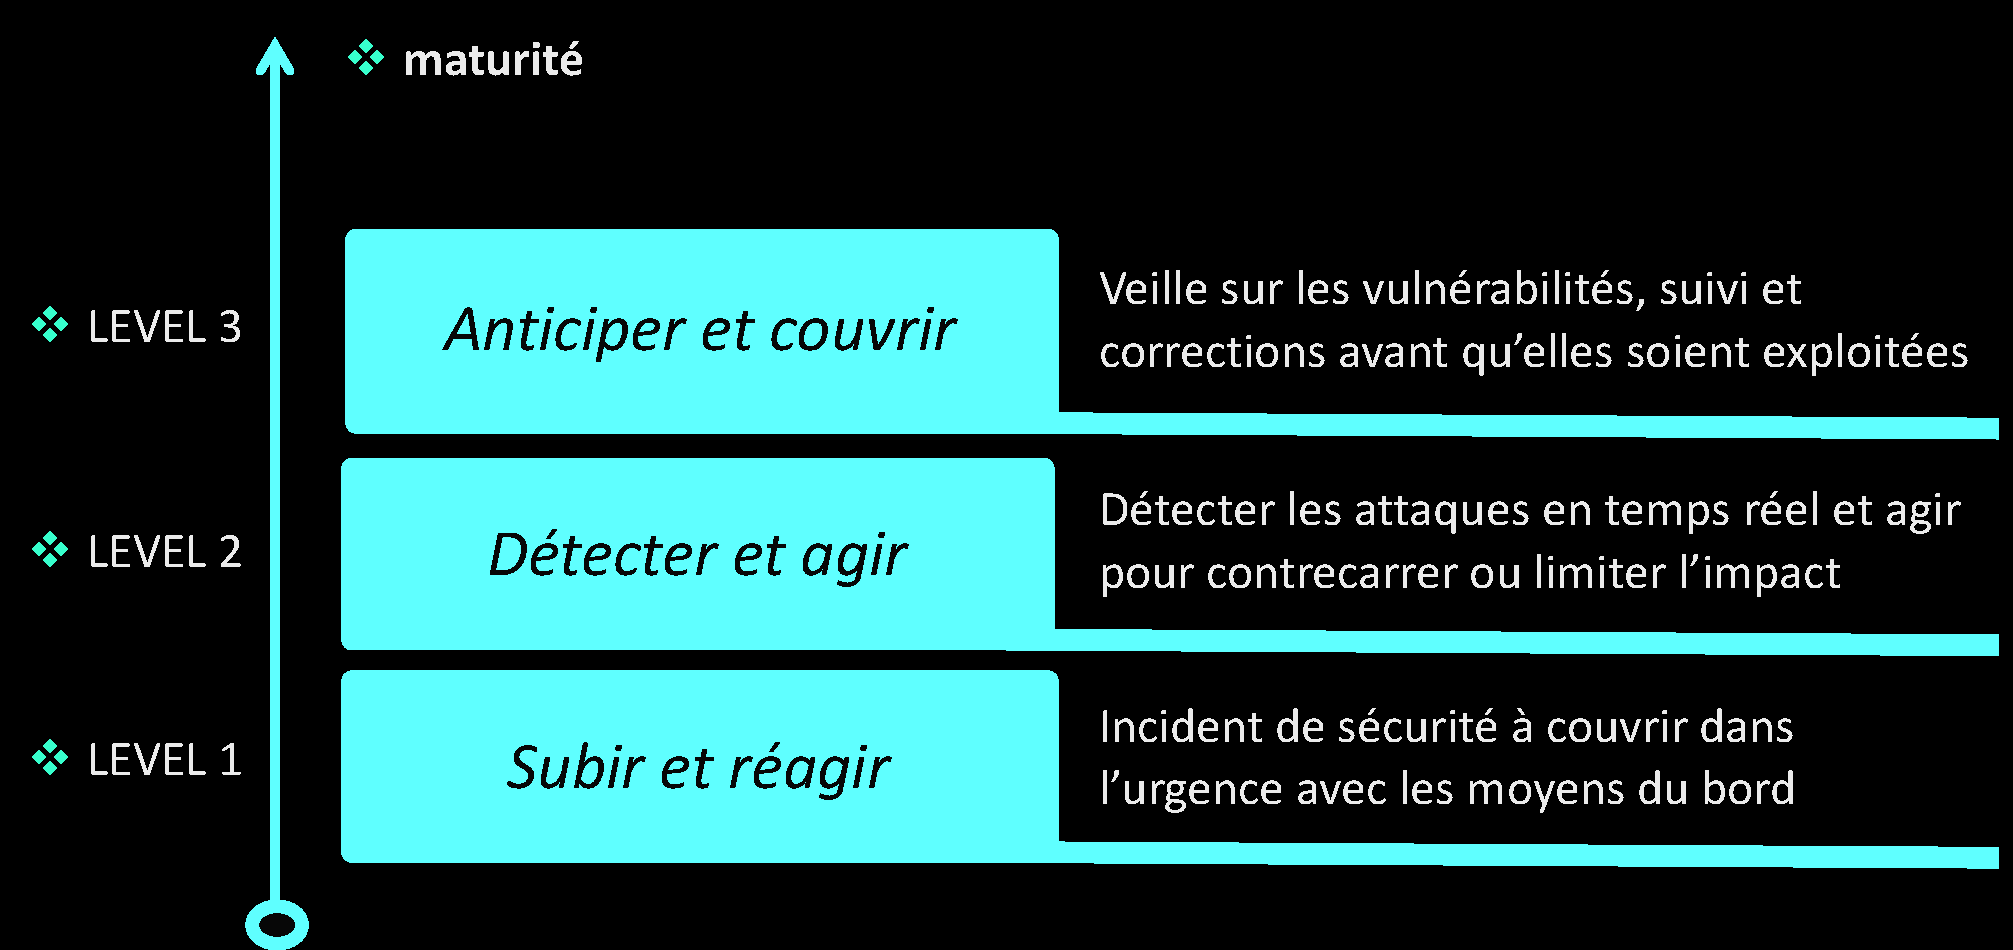 maturité
LEVEL 3
Anticiper et couvrir
Veille sur les vulnérabilités, suivi et
corrections avant qu’elles soient exploitées
LEVEL 2
Détecter et agir
Détecter les attaques en temps réel et agir
pour contrecarrer ou limiter l’impact
LEVEL 1
Subir et réagir
Incident de sécurité à couvrir dans
l’urgence avec les moyens du bord